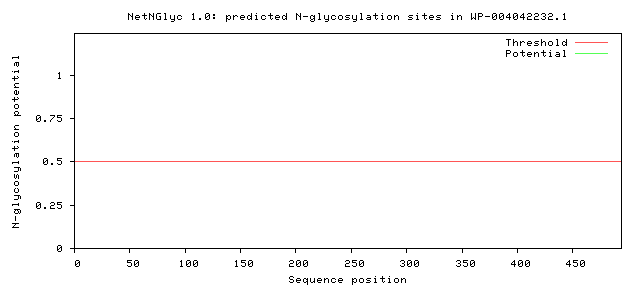 NetNGlyc 1.0: predicted N-glycosylation sites in WP-004042232.1
Threshold
Potential
N-glycosylation potential
1
0.75
0.5
0.25
0
0 50 100 150 200 250 300 350 400 450
Sequence position